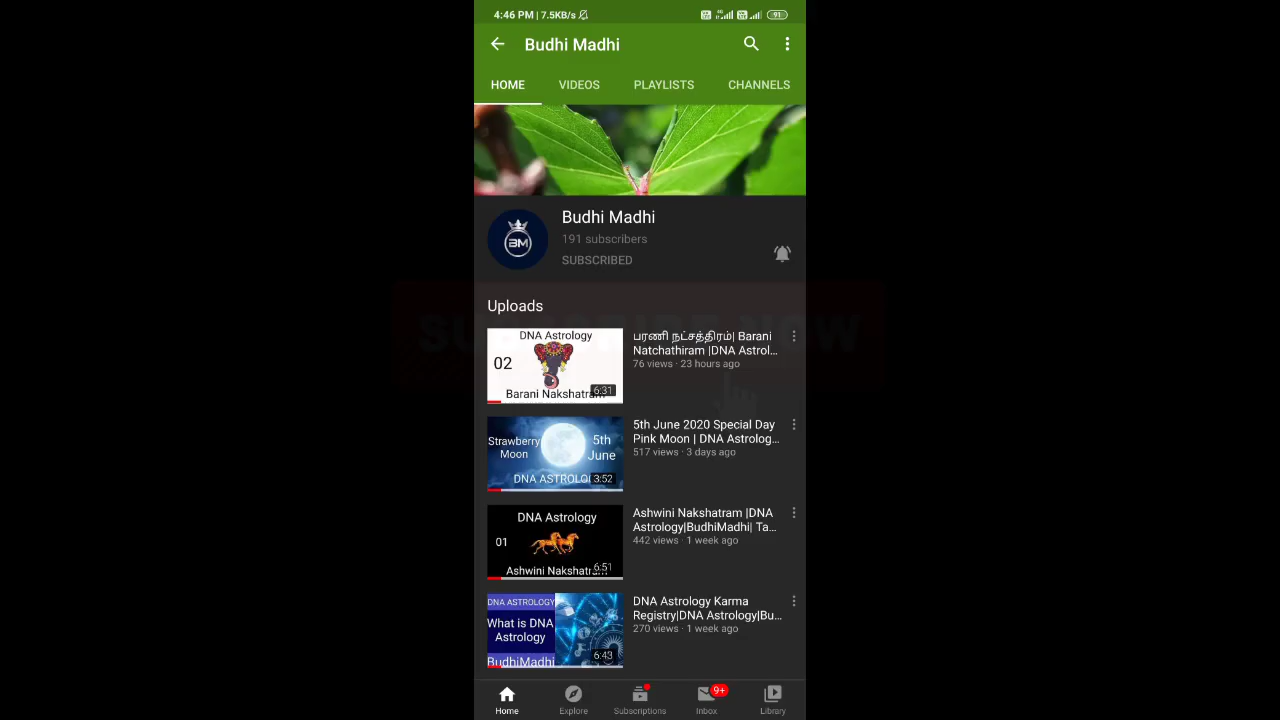 4:46 PM | 7.5KB/s
91
Budhi Madhi
HOME VIDEOS PLAYLISTS CHANNELS
BM
Budhi Madhi
191 subscribers
SUBSCRIBED
SUBSCRIBE NOW
Uploads
DNA Astrology
02
Barani Nakshatram
6:31
பரணி நட்சத்திரம்| Barani
Natchathiram |DNA Astrol...
76 views · 23 hours ago
Strawberry
Moon
5th
June
DNA ASTROLO
3:52
5th June 2020 Special Day
Pink Moon | DNA Astrolog...
517 views · 3 days ago
DNA Astrology
01
Ashwini Nakshatram
6:51
Ashwini Nakshatram |DNA
Astrology|BudhiMadhi| Ta...
442 views · 1 week ago
DNA ASTROLOGY
What is DNA
Astrology
BudhiMadhi
6:43
DNA Astrology Karma
Registry|DNA Astrology|Bu...
270 views · 1 week ago
9+
Home Explore Subscriptions Inbox Library